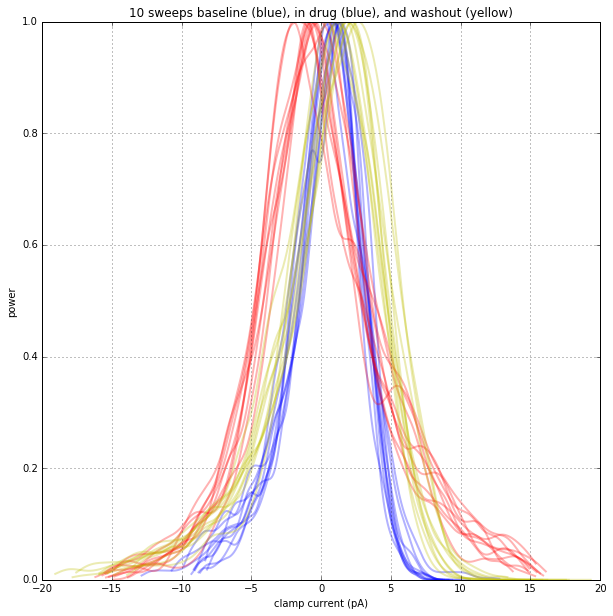 10 sweeps baseline (blue), in drug (blue), and washout (yellow)
1.0
0.8
0.6
0.4
0.2
0.0
power
−20 −15 −10 −5 0 5 10 15 20
clamp current (pA)